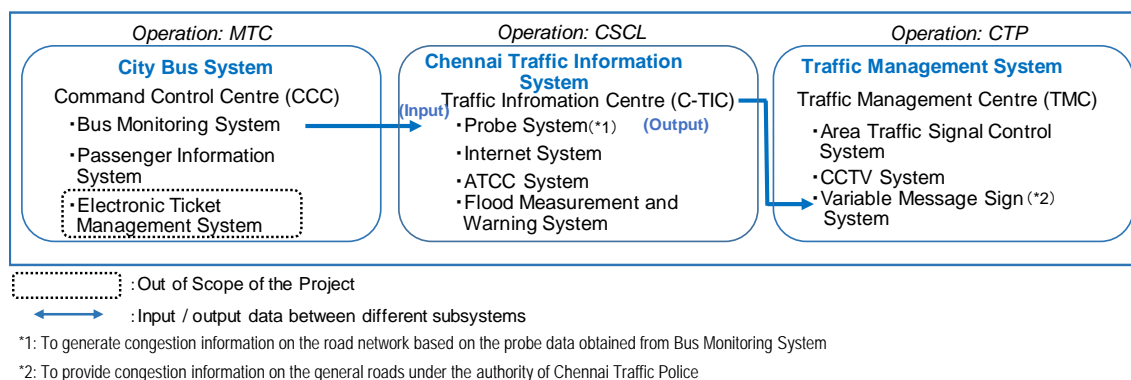 Operation: MTC
City Bus System
Command Control Centre (CCC)
・Bus Monitoring System
・Passenger Information
System
・Electronic Ticket
Management System
Operation: CSCL
Chennai Traffic Information
System
Traffic Infromation Centre (C-TIC)
(Input)
・Probe System(*1)
(Output)
・Internet System
・ATCC System
・Flood Measurement and
Warning System
Operation: CTP
Traffic Management System
Traffic Management Centre (TMC)
・Area Traffic Signal Control
System
・CCTV System
・Variable Message Sign(*2)
System
: Out of Scope of the Project
: Input / output data between different subsystems
*1: To generate congestion information on the road network based on the probe data obtained from Bus Monitoring System
*2: To provide congestion information on the general roads under the authority of Chennai Traffic Police